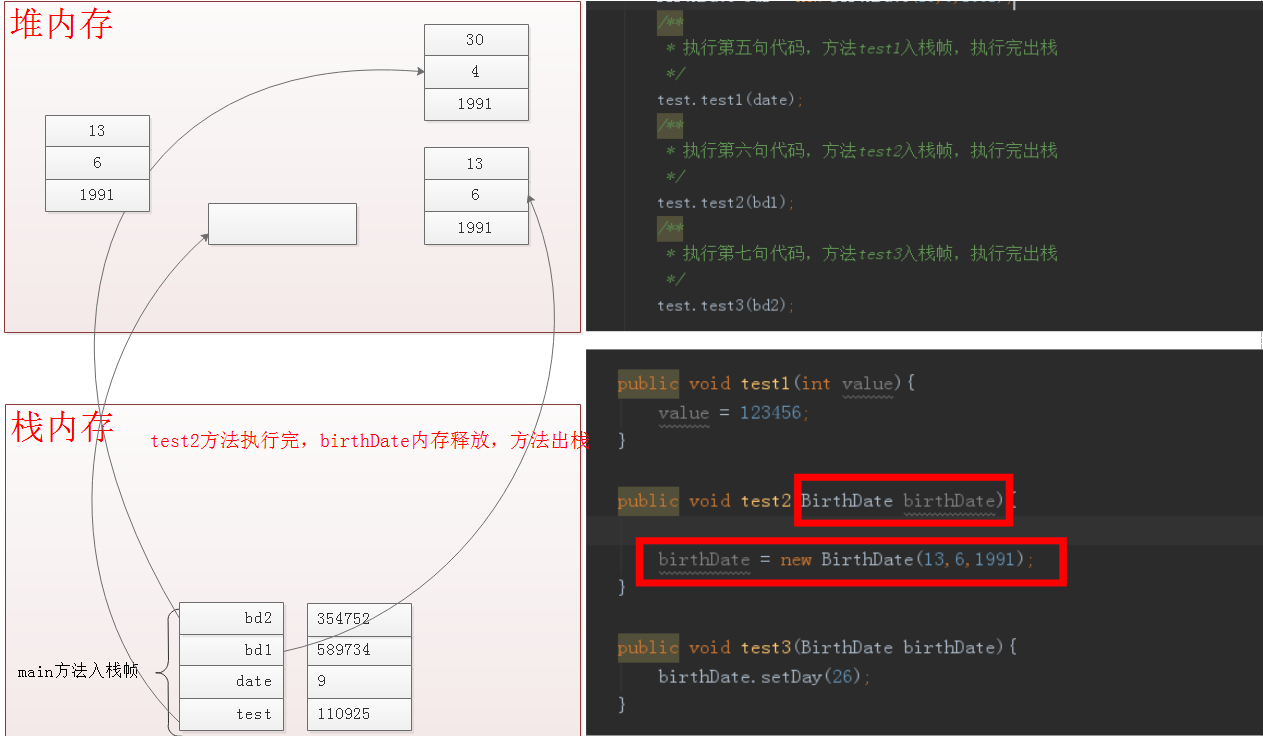 堆内存
30
4
1991
13
6
1991
13
6
1991
/**
* 执行第五句代码，方法test1入栈帧，执行完出栈
*/
test.test1(date);
/**
* 执行第六句代码，方法test2入栈帧，执行完出栈
*/
test.test2(bd1);
/**
* 执行第七句代码，方法test3入栈帧，执行完出栈
*/
test.test3(bd2);
栈内存
test2方法执行完，birthDate内存释放，方法出栈
main方法入栈帧
bd2 354752
bd1 589734
date 9
test 110925
public void test1(int value){
value = 123456;
}
public void test2 BirthDate birthDate){
birthDate = new BirthDate(13,6,1991);
}
public void test3(BirthDate birthDate){
birthDate.setDay(26);
}